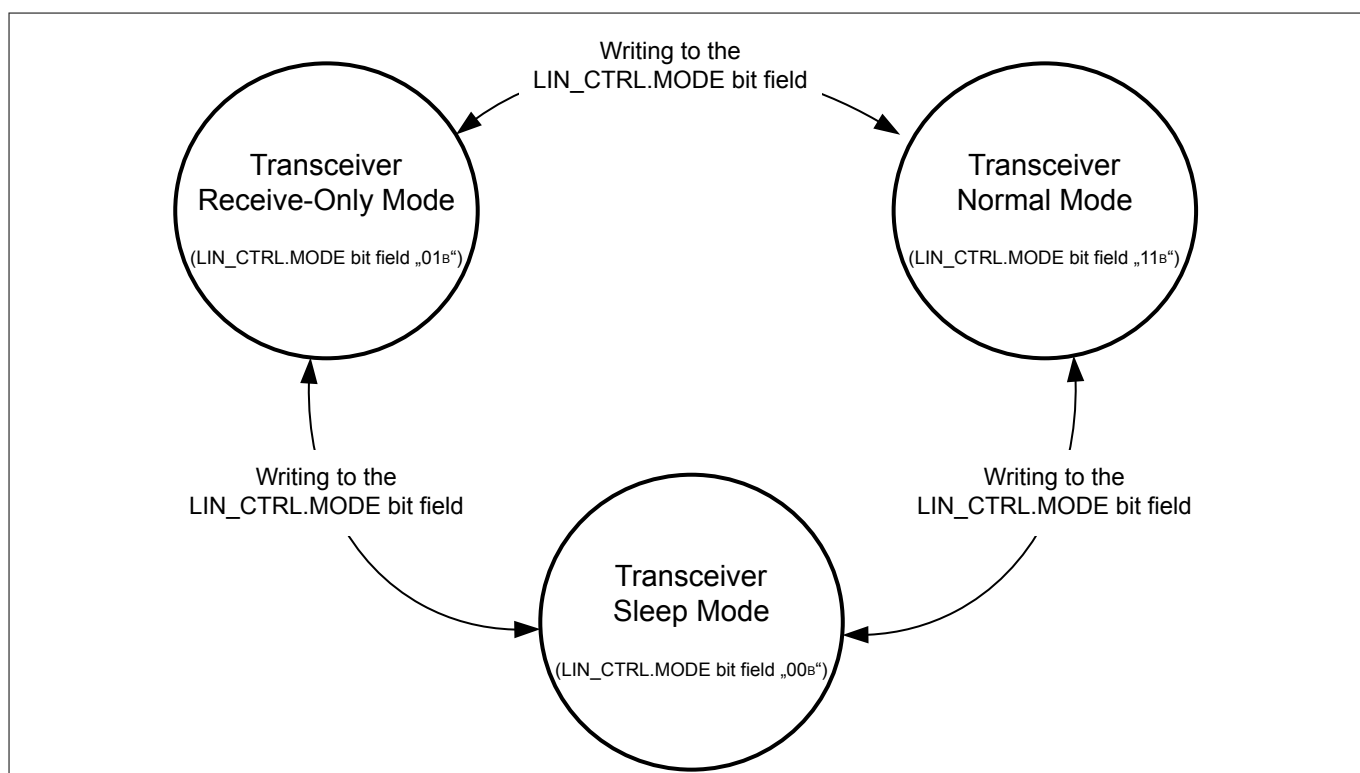 Writing to the
LIN_CTRL.MODE bit field
Transceiver
Receive-Only Mode
(LIN_CTRL.MODE bit field „01B“)
Transceiver
Normal Mode
(LIN_CTRL.MODE bit field „11B“)
Writing to the
LIN_CTRL.MODE bit field
Writing to the
LIN_CTRL.MODE bit field
Transceiver
Sleep Mode
(LIN_CTRL.MODE bit field „00B“)